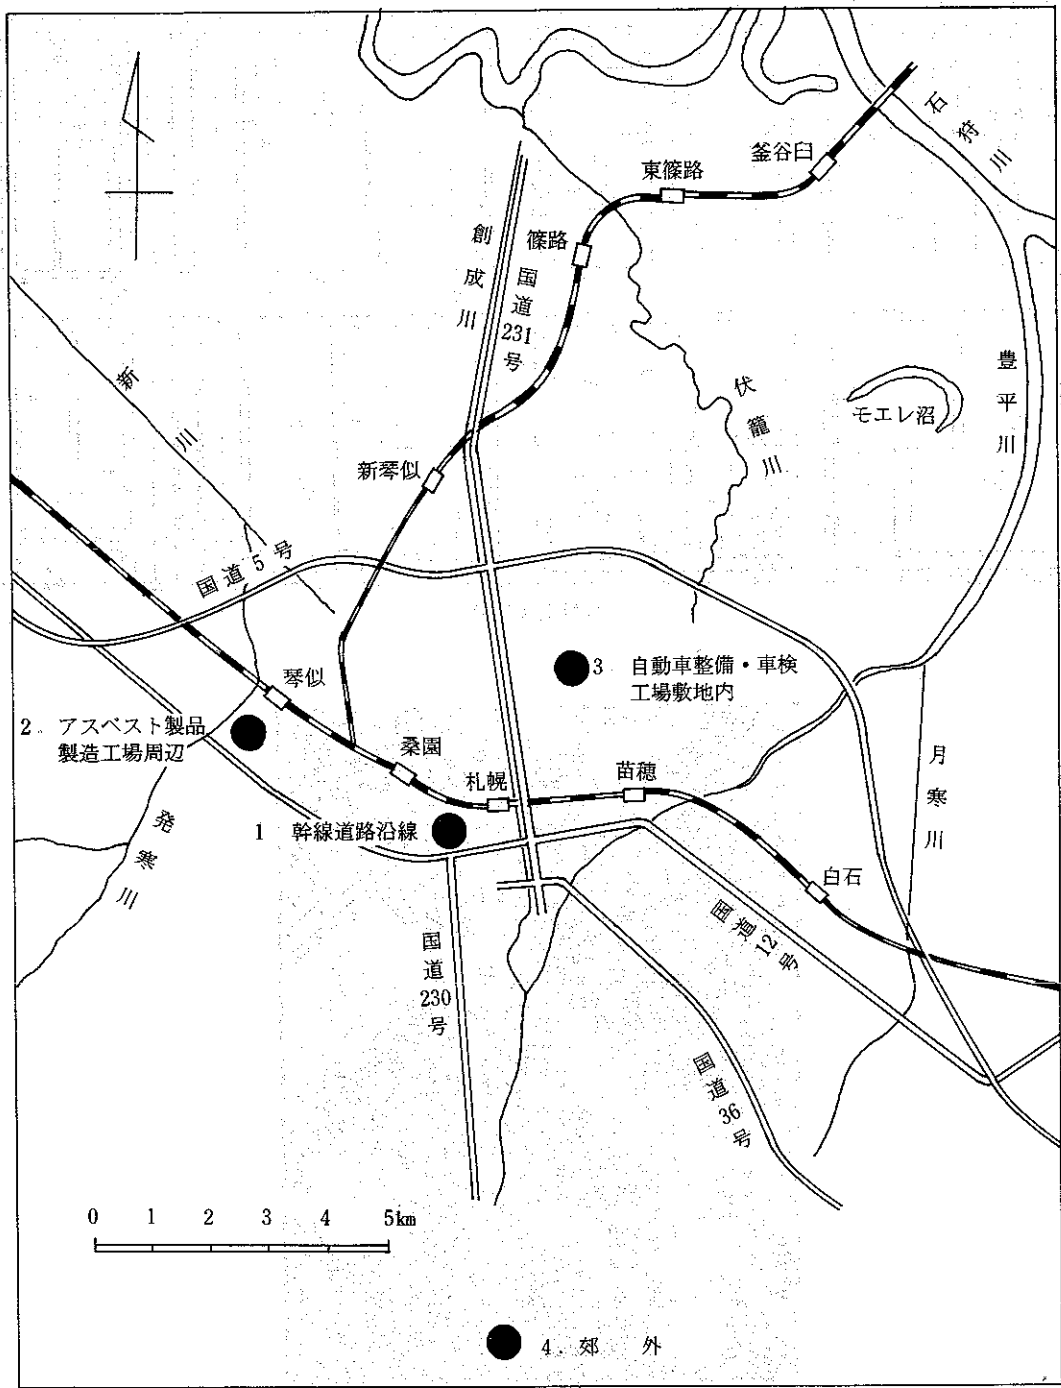 石狩川
釜谷臼
東篠路
創成川
篠路
国道231号
新川
伏籠川
豊平川
モエレ沼
新琴似
国道5号
3 自動車整備・車検
工場敷地内
琴似
2. アスベスト製品
製造工場周辺
桑園
札幌
苗穂
月寒川
1 幹線道路沿線
発寒川
白石
国道12号
国道230号
国道36号
0 1 2 3 4 5km
4. 郊 外